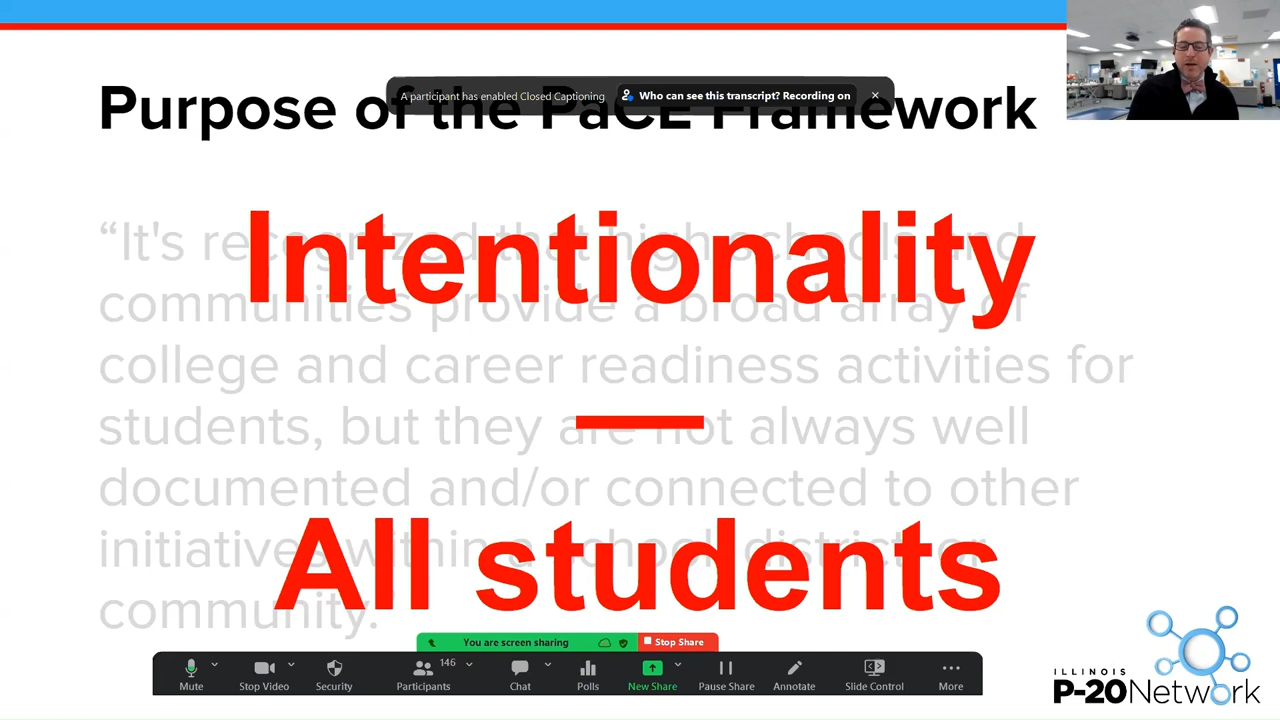 Purpose of the PaCE Framework
A participant has enabled Closed Captioning
Who can see this transcript? Recording on
Intentionality
All students
“It's recognized that high schools and
communities provide a broad array of
college and career readiness activities for
students, but they are not always well
documented and/or connected to other
initiatives within a school, district, or
community.
You are screen sharing
Stop Share
Mute
Stop Video
Security
Participants
146
Chat
Polls
New Share
Pause Share
Annotate
Slide Control
More
ILLINOIS
P-20Network